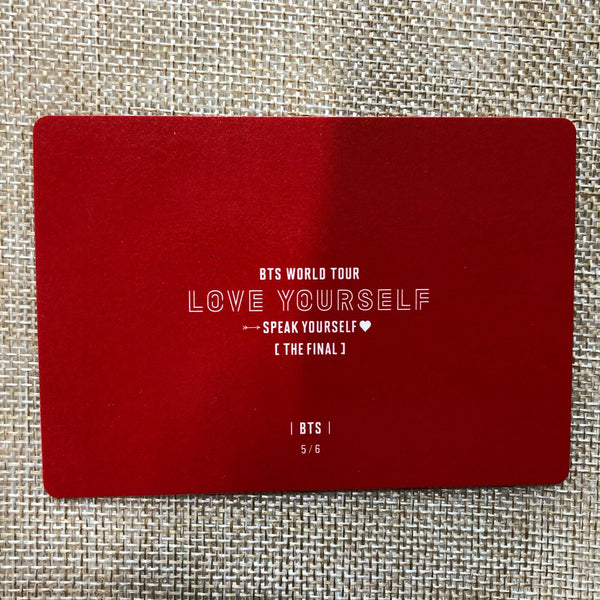 BTS WORLD TOUR
LOVE YOURSELF
SPEAK YOURSELF
[ THE FINAL ]
| BTS |
5/6